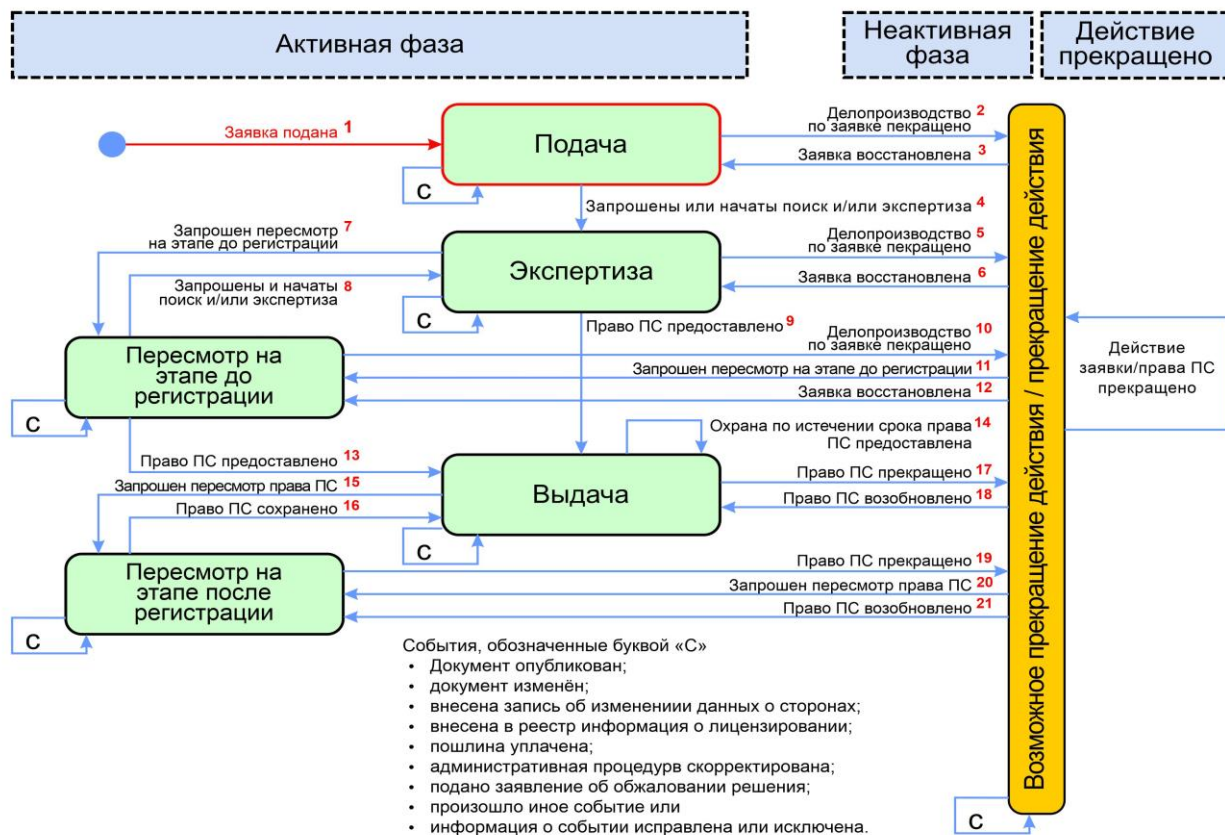 Активная фаза
Неактивная
фаза
Действие
прекращено
Заявка подана 1
Подача
С
Делопроизводство 2
по заявке пекращено
Заявка восстановлена 3
Запрошены или начаты поиск и/или экспертиза 4
Запрошен пересмотр 7
на этапе до регистрации
Экспертиза
С
Делопроизводство 5
по заявке пекращено
Заявка восстановлена 6
Запрошены и начаты 8
поиск и/или экспертиза
Право ПС предоставлено 9
Пересмотр на
этапе до
регистрации
С
Делопроизводство 10
по заявке пекращено
Запрошен пересмотр на этапе до регистрации 11
Заявка восстановлена 12
Действие
заявки/права ПС
прекращено
Охрана по истечении срока права 14
ПС предоставлена
Право ПС предоставлено 13
Запрошен пересмотр права ПС 15
Право ПС сохранено 16
Выдача
С
Право ПС прекращено 17
Право ПС возобновлено 18
Пересмотр на
этапе после
регистрации
С
Право ПС прекращено 19
Запрошен пересмотр права ПС 20
Право ПС возобновлено 21
Возможное прекращение действия / прекращение действия
С
События, обозначенные буквой «С»
• Документ опубликован;
• документ изменён;
• внесена запись об изменениии данных о сторонах;
• внесена в реестр информация о лицензировании;
• пошлина уплачена;
• административная процедурв скорректирована;
• подано заявление об обжаловании решения;
• произошло иное событие или
• информация о событии исправлена или исключена.